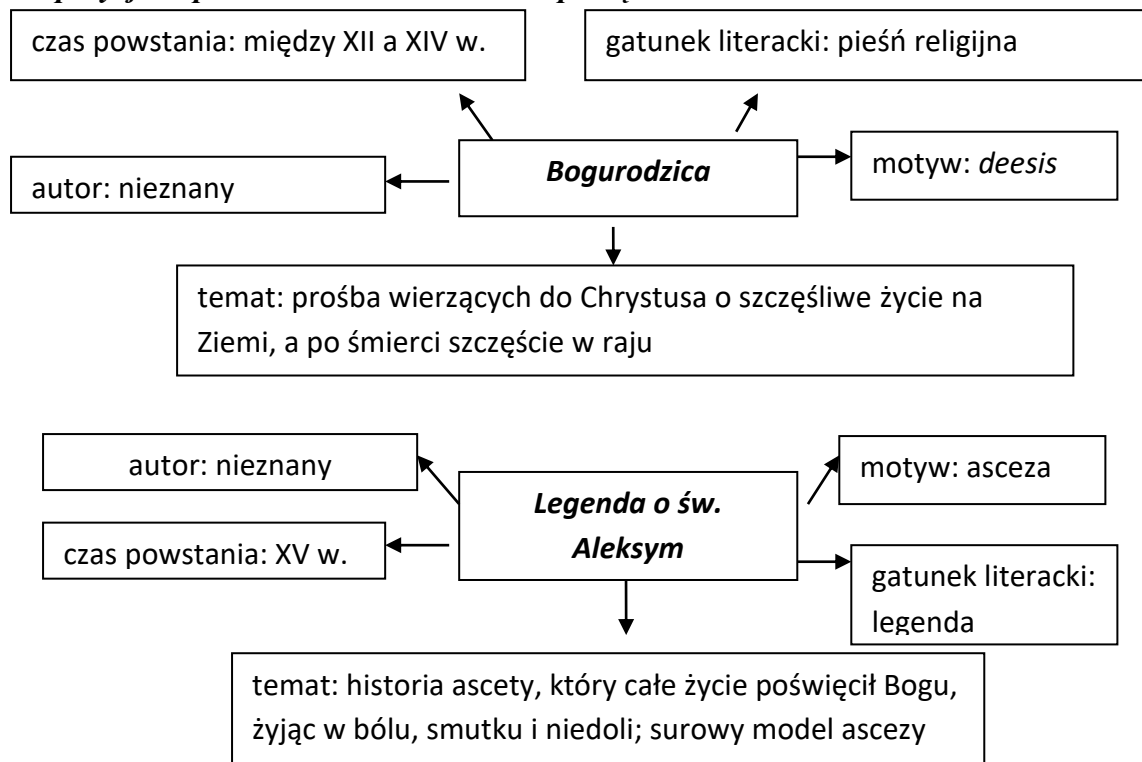 czas powstania: między XII a XIV w.
gatunek literacki: pieśń religijna
autor: nieznany
Bogurodzica
motyw: deesis
temat: prośba wierzących do Chrystusa o szczęśliwe życie na
Ziemi, a po śmierci szczęście w raju
autor: nieznany
motyw: asceza
Legenda o św.
Aleksym
czas powstania: XV w.
gatunek literacki:
legenda
temat: historia ascety, który całe życie poświęcił Bogu,
żyjąc w bólu, smutku i niedoli; surowy model ascezy